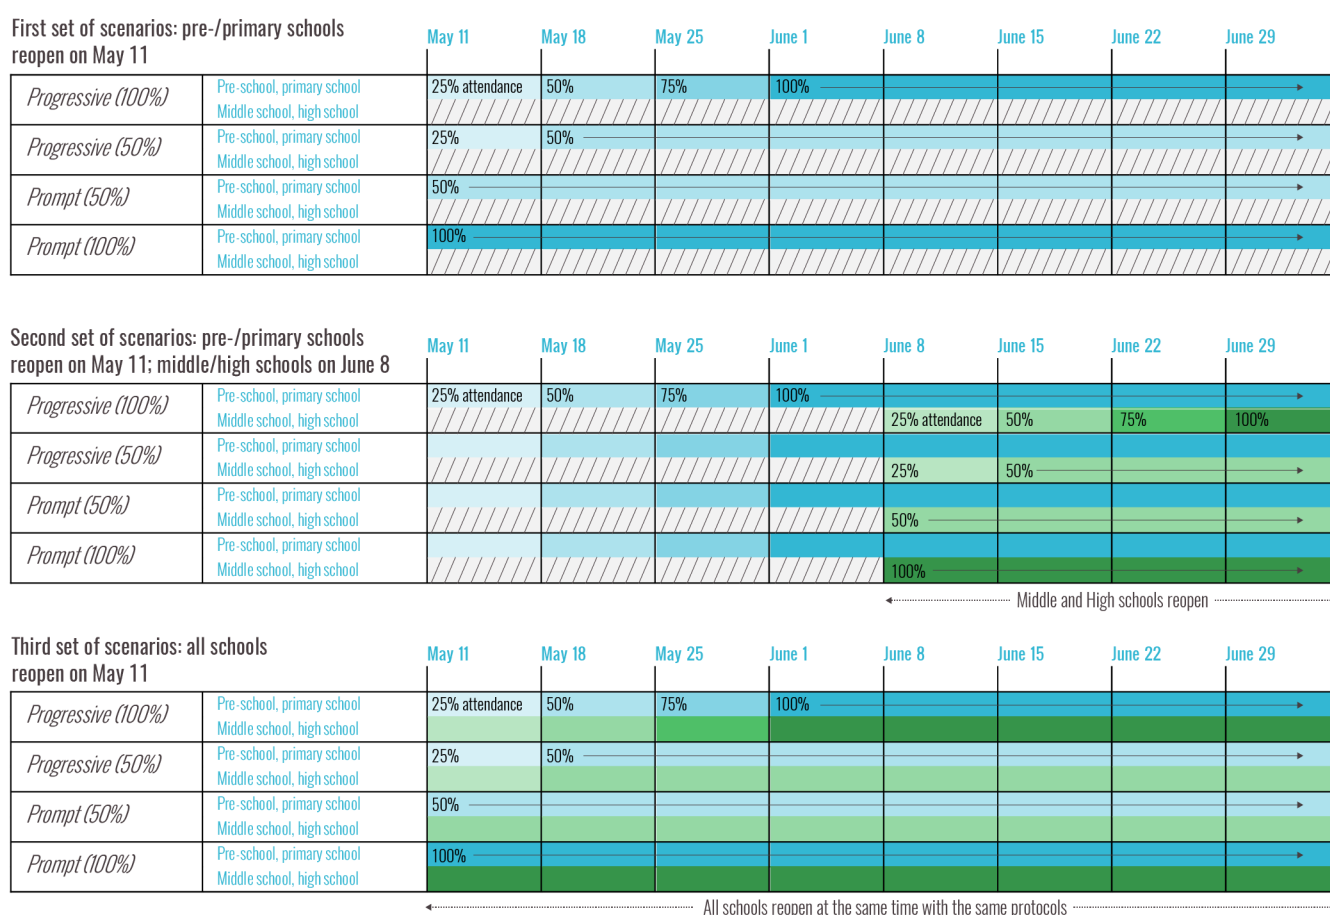 First set of scenarios: pre-/primary schools
reopen on May 11
May 11 May 18 May 25 June 1 June 8 June 15 June 22 June 29
Progressive (100%)
Pre-school, primary school 25% attendance 50% 75% 100%
Middle school, high school
Progressive (50%)
Pre-school, primary school 25% 50%
Middle school, high school
Prompt (50%)
Pre-school, primary school 50%
Middle school, high school
Prompt (100%)
Pre-school, primary school 100%
Middle school, high school
Second set of scenarios: pre-/primary schools
reopen on May 11; middle/high schools on June 8
May 11 May 18 May 25 June 1 June 8 June 15 June 22 June 29
Progressive (100%)
Pre-school, primary school 25% attendance 50% 75% 100%
Middle school, high school 25% attendance 50% 75% 100%
Progressive (50%)
Pre-school, primary school
Middle school, high school 25% 50%
Prompt (50%)
Pre-school, primary school
Middle school, high school 50%
Prompt (100%)
Pre-school, primary school
Middle school, high school 100%
Middle and High schools reopen
Third set of scenarios: all schools
reopen on May 11
May 11 May 18 May 25 June 1 June 8 June 15 June 22 June 29
Progressive (100%)
Pre-school, primary school 25% attendance 50% 75% 100%
Middle school, high school
Progressive (50%)
Pre-school, primary school 25% 50%
Middle school, high school
Prompt (50%)
Pre-school, primary school 50%
Middle school, high school
Prompt (100%)
Pre-school, primary school 100%
Middle school, high school
All schools reopen at the same time with the same protocols